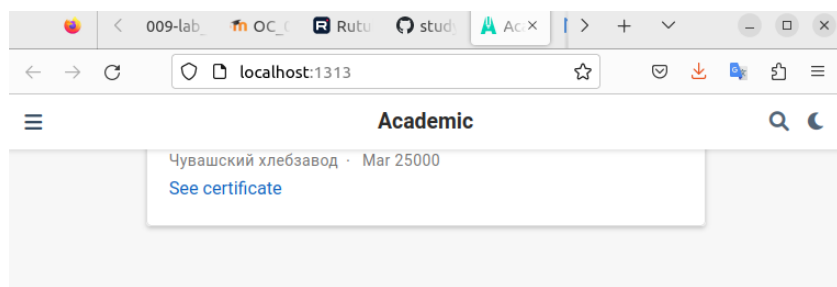 009-lab_ OC_ Rutu stud Ac
localhost:1313
Academic
Чувашский хлебзавод · Mar 25000
See certificate